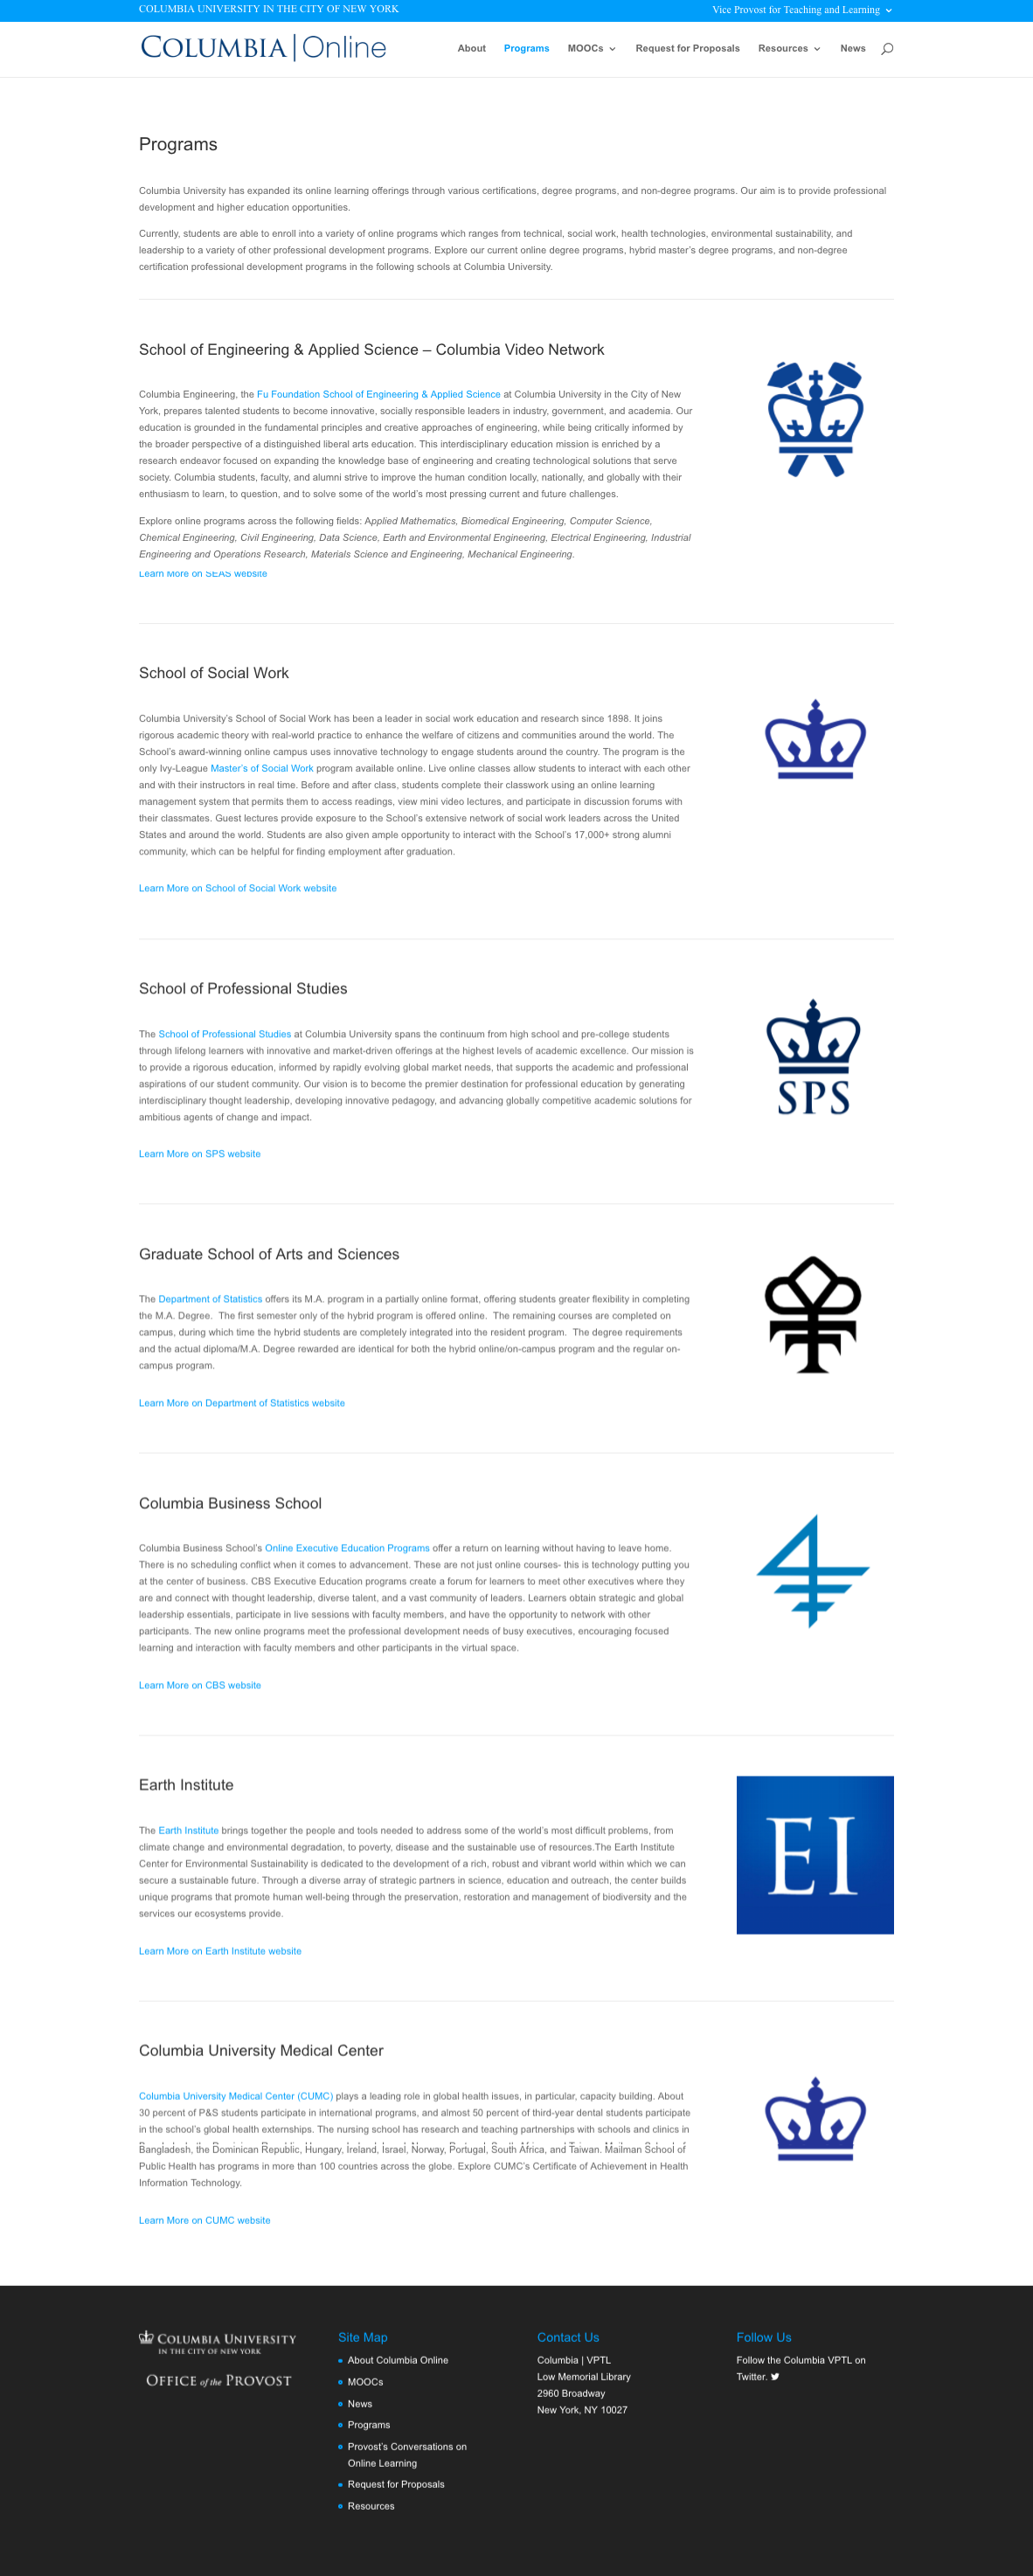 COLUMBIA UNIVERSITY IN THE CITY OF NEW YORK
Vice Provost for Teaching and Learning
COLUMBIA | Online
About Programs MOOCs Request for Proposals Resources News
Programs
Columbia University has expanded its online learning offerings through various certifications, degree programs, and non-degree programs. Our aim is to provide professional
development and higher education opportunities.
Currently, students are able to enroll into a variety of online programs which ranges from technical, social work, health technologies, environmental sustainability, and
leadership to a variety of other professional development programs. Explore our current online degree programs, hybrid master’s degree programs, and non-degree
certification professional development programs in the following schools at Columbia University.
School of Engineering & Applied Science – Columbia Video Network
Columbia Engineering, the Fu Foundation School of Engineering & Applied Science at Columbia University in the City of New
York, prepares talented students to become innovative, socially responsible leaders in industry, government, and academia. Our
education is grounded in the fundamental principles and creative approaches of engineering, while being critically informed by
the broader perspective of a distinguished liberal arts education. This interdisciplinary education mission is enriched by a
research endeavor focused on expanding the knowledge base of engineering and creating technological solutions that serve
society. Columbia students, faculty, and alumni strive to improve the human condition locally, nationally, and globally with their
enthusiasm to learn, to question, and to solve some of the world’s most pressing current and future challenges.
Explore online programs across the following fields: Applied Mathematics, Biomedical Engineering, Computer Science,
Chemical Engineering, Civil Engineering, Data Science, Earth and Environmental Engineering, Electrical Engineering, Industrial
Engineering and Operations Research, Materials Science and Engineering, Mechanical Engineering.
Learn More on SEAS website
School of Social Work
Columbia University’s School of Social Work has been a leader in social work education and research since 1898. It joins
rigorous academic theory with real-world practice to enhance the welfare of citizens and communities around the world. The
School’s award-winning online campus uses innovative technology to engage students around the country. The program is the
only Ivy-League Master’s of Social Work program available online. Live online classes allow students to interact with each other
and with their instructors in real time. Before and after class, students complete their classwork using an online learning
management system that permits them to access readings, view mini video lectures, and participate in discussion forums with
their classmates. Guest lectures provide exposure to the School’s extensive network of social work leaders across the United
States and around the world. Students are also given ample opportunity to interact with the School’s 17,000+ strong alumni
community, which can be helpful for finding employment after graduation.
Learn More on School of Social Work website
School of Professional Studies
The School of Professional Studies at Columbia University spans the continuum from high school and pre-college students
through lifelong learners with innovative and market-driven offerings at the highest levels of academic excellence. Our mission is
to provide a rigorous education, informed by rapidly evolving global market needs, that supports the academic and professional
aspirations of our student community. Our vision is to become the premier destination for professional education by generating
interdisciplinary thought leadership, developing innovative pedagogy, and advancing globally competitive academic solutions for
ambitious agents of change and impact.
SPS
Learn More on SPS website
Graduate School of Arts and Sciences
The Department of Statistics offers its M.A. program in a partially online format, offering students greater flexibility in completing
the M.A. Degree. The first semester only of the hybrid program is offered online. The remaining courses are completed on
campus, during which time the hybrid students are completely integrated into the resident program. The degree requirements
and the actual diploma/M.A. Degree rewarded are identical for both the hybrid online/on-campus program and the regular on-
campus program.
Learn More on Department of Statistics website
Columbia Business School
Columbia Business School’s Online Executive Education Programs offer a return on learning without having to leave home.
There is no scheduling conflict when it comes to advancement. These are not just online courses- this is technology putting you
at the center of business. CBS Executive Education programs create a forum for learners to meet other executives where they
are and connect with thought leadership, diverse talent, and a vast community of leaders. Learners obtain strategic and global
leadership essentials, participate in live sessions with faculty members, and have the opportunity to network with other
participants. The new online programs meet the professional development needs of busy executives, encouraging focused
learning and interaction with faculty members and other participants in the virtual space.
Learn More on CBS website
Earth Institute
The Earth Institute brings together the people and tools needed to address some of the world’s most difficult problems, from
climate change and environmental degradation, to poverty, disease and the sustainable use of resources.The Earth Institute
Center for Environmental Sustainability is dedicated to the development of a rich, robust and vibrant world within which we can
secure a sustainable future. Through a diverse array of strategic partners in science, education and outreach, the center builds
unique programs that promote human well-being through the preservation, restoration and management of biodiversity and the
services our ecosystems provide.
EI
Learn More on Earth Institute website
Columbia University Medical Center
Columbia University Medical Center (CUMC) plays a leading role in global health issues, in particular, capacity building. About
30 percent of P&S students participate in international programs, and almost 50 percent of third-year dental students participate
in the school’s global health externships. The nursing school has research and teaching partnerships with schools and clinics in
Bangladesh, the Dominican Republic, Hungary, Ireland, Israel, Norway, Portugal, South Africa, and Taiwan. Mailman School of
Public Health has programs in more than 100 countries across the globe. Explore CUMC’s Certificate of Achievement in Health
Information Technology.
Learn More on CUMC website
COLUMBIA UNIVERSITY
IN THE CITY OF NEW YORK
OFFICE of the PROVOST
Site Map
About Columbia Online
MOOCs
News
Programs
Provost’s Conversations on
Online Learning
Request for Proposals
Resources
Contact Us
Columbia | VPTL
Low Memorial Library
2960 Broadway
New York, NY 10027
Follow Us
Follow the Columbia VPTL on
Twitter.